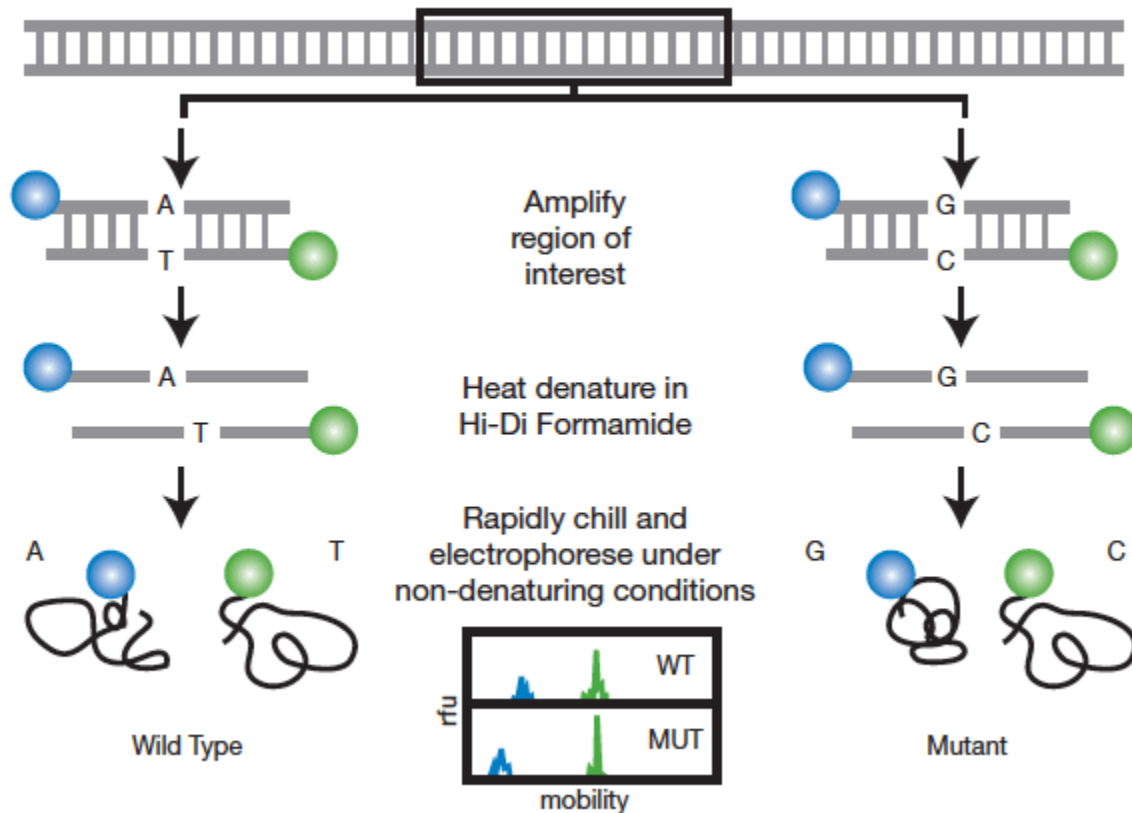 A
G
T
C
Amplify
region of
interest
A
G
T
C
Heat denature in
Hi-Di Formamide
Rapidly chill and
electrophorese under
non-denaturing conditions
A
T
G
C
WT
MUT
rfu
mobility
Wild Type
Mutant